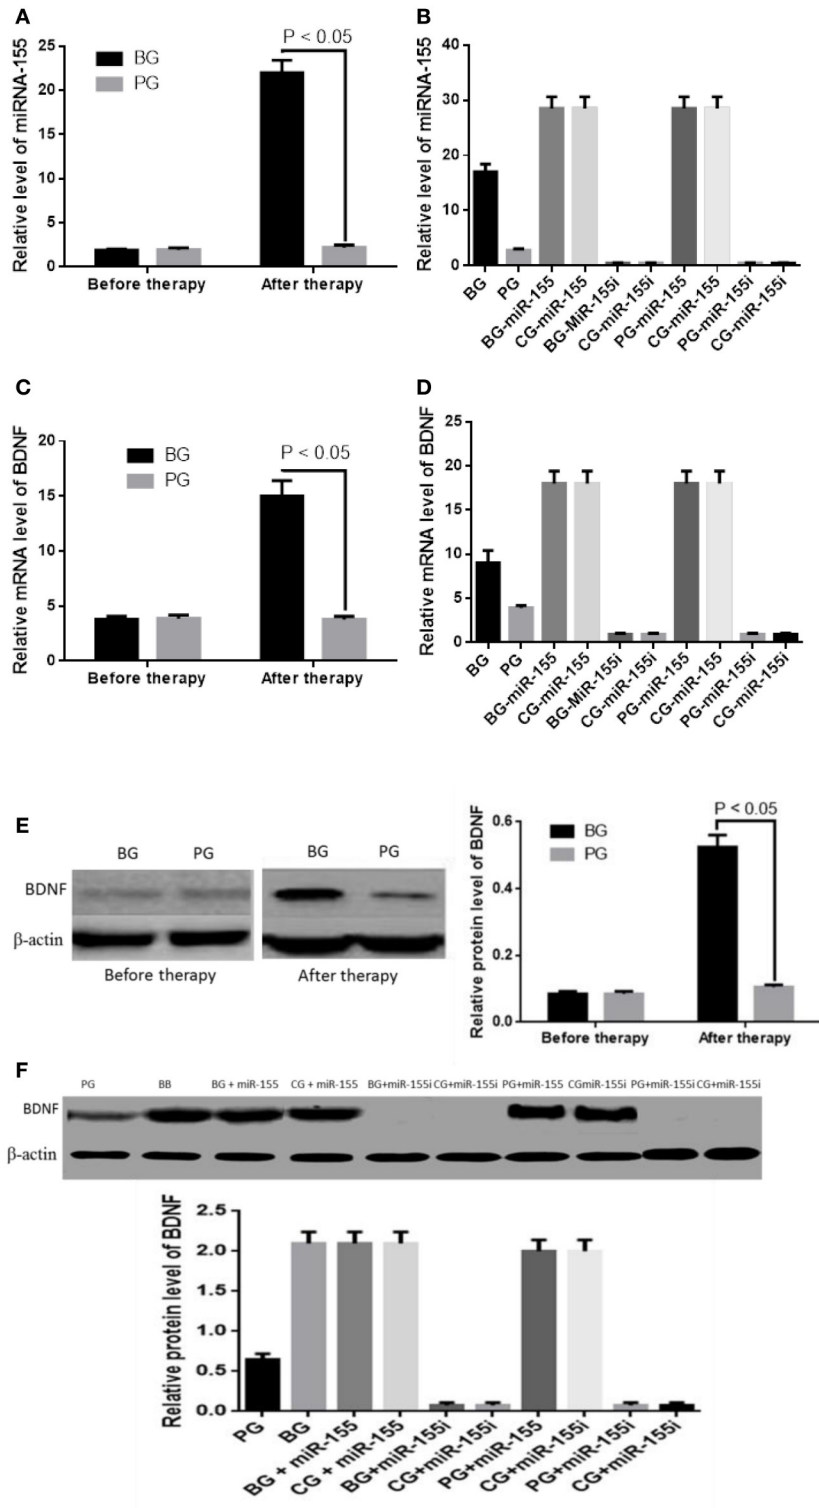 A
Relative level of miRNA-155
25
20
15
10
5
0
BG
PG
P < 0.05
Before therapy
After therapy
B
Relative level of miRNA-155
40
30
20
10
0
BG
PG
BG-miR-155
CG-miR-155
BG-MiR-155i
CG-miR-155i
PG-miR-155
CG-miR-155
PG-miR-155i
CG-miR-155i
C
Relative mRNA level of BDNF
20
15
10
5
0
BG
PG
P < 0.05
Before therapy
After therapy
D
Relative mRNA level of BDNF
25
20
15
10
5
0
BG
PG
BG-miR-155
CG-miR-155
BG-MiR-155i
CG-miR-155i
PG-miR-155
CG-miR-155
PG-miR-155i
CG-miR-155i
E
BG PG
BG PG
BDNF
β-actin
Before therapy
After therapy
Relative protein level of BDNF
0.6
0.4
0.2
0.0
BG
PG
P < 0.05
Before therapy
After therapy
F
PG BB BG + miR-155 CG + miR-155 BG+miR-155i CG+miR-155i PG+miR-155 CGmiR-155i PG+miR-155i CG+miR-155i
BDNF
β-actin
Relative protein level of BDNF
2.5
2.0
1.5
1.0
0.5
0.0
PG
BG
BG + miR-155
CG + miR-155
BG+miR-155i
CG+miR-155i
PG+miR-155
CG+miR-155i
PG+miR-155i
CG+miR-155i